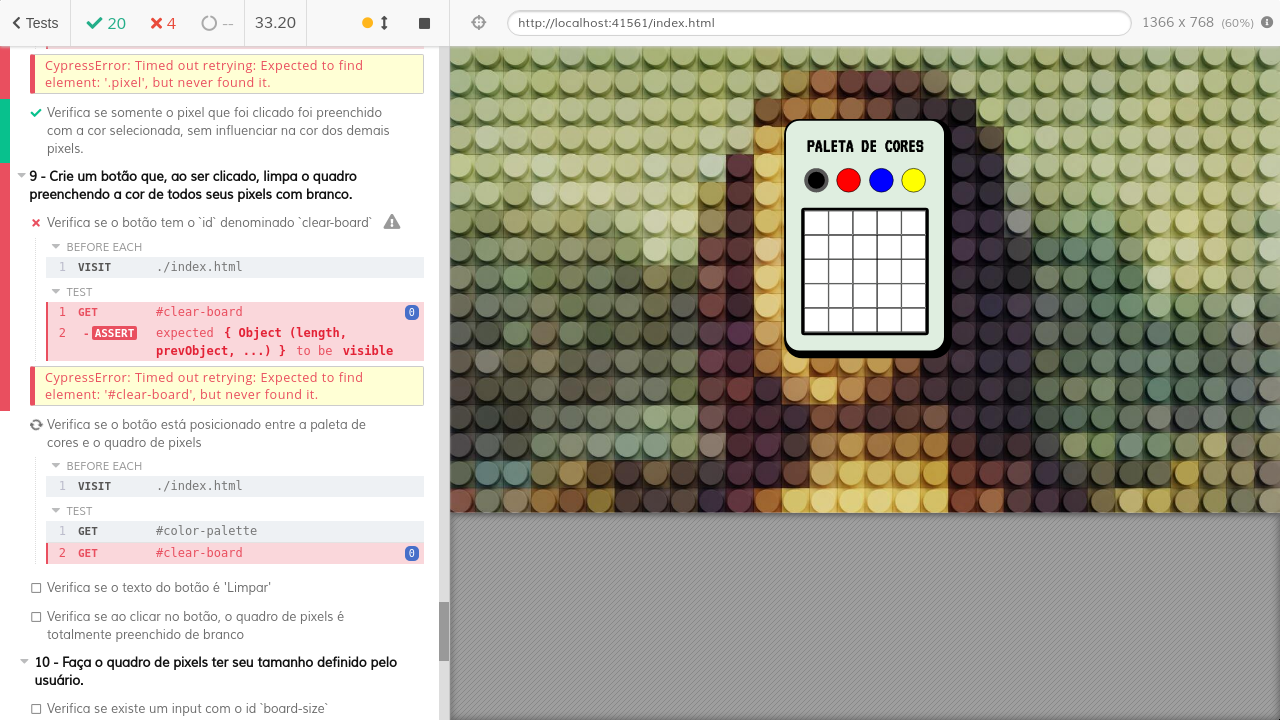 Tests
20
4
--
33.20
http://localhost:41561/index.html
1366 x 768 (60%)
CypressError: Timed out retrying: Expected to find
element: '.pixel', but never found it.
Verifica se somente o pixel que foi clicado foi preenchido
com a cor selecionada, sem influenciar na cor dos demais
pixels.
9 - Crie um botão que, ao ser clicado, limpa o quadro
preenchendo a cor de todos seus pixels com branco.
Verifica se o botão tem o `id` denominado `clear-board`
BEFORE EACH
1 VISIT ./index.html
TEST
1 GET #clear-board 0
2 -ASSERT expected { Object (length,
prevObject, ...) } to be visible
CypressError: Timed out retrying: Expected to find
element: '#clear-board', but never found it.
Verifica se o botão está posicionado entre a paleta de
cores e o quadro de pixels
BEFORE EACH
1 VISIT ./index.html
TEST
1 GET #color-palette
2 GET #clear-board 0
Verifica se o texto do botão é 'Limpar'
Verifica se ao clicar no botão, o quadro de pixels é
totalmente preenchido de branco
10 - Faça o quadro de pixels ter seu tamanho definido pelo
usuário.
Verifica se existe um input com o id `board-size`
PALETA DE CORES